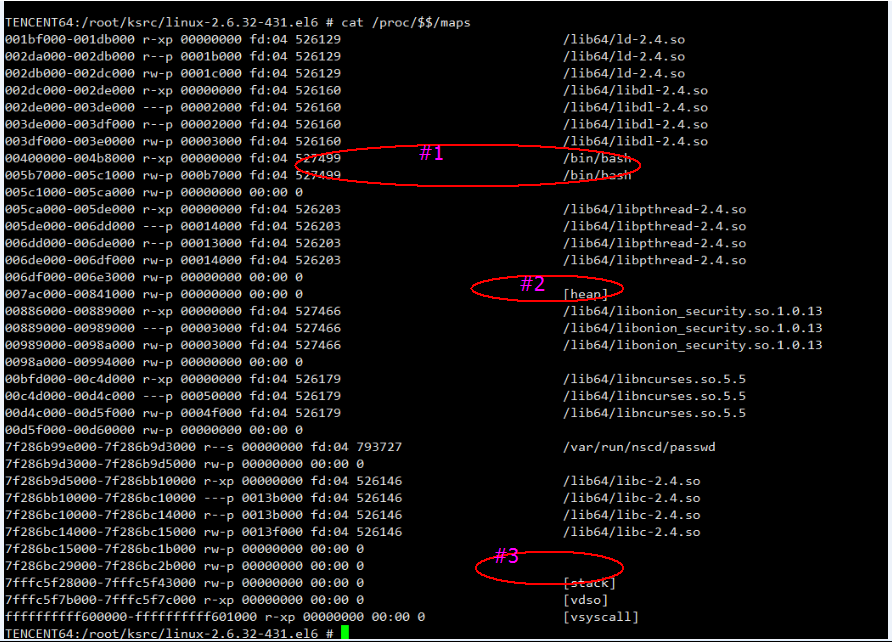 TENCENT64:/root/ksrc/linux-2.6.32-431.el6 # cat /proc/$$/maps
001bf000-001db000 r-xp 00000000 fd:04 526129 /lib64/ld-2.4.so
002da000-002db000 r--p 0001b000 fd:04 526129 /lib64/ld-2.4.so
002db000-002dc000 rw-p 0001c000 fd:04 526129 /lib64/ld-2.4.so
002dc000-002de000 r-xp 00000000 fd:04 526160 /lib64/libdl-2.4.so
002de000-003de000 ---p 00002000 fd:04 526160 /lib64/libdl-2.4.so
003de000-003df000 r--p 00002000 fd:04 526160 /lib64/libdl-2.4.so
003df000-003e0000 rw-p 00003000 fd:04 526160 /lib64/libdl-2.4.so
#1
00400000-004b8000 r-xp 00000000 fd:04 527499 /bin/bash
005b7000-005c1000 rw-p 000b7000 fd:04 527499 /bin/bash
005c1000-005ca000 rw-p 00000000 00:00 0
005ca000-005de000 r-xp 00000000 fd:04 526203 /lib64/libpthread-2.4.so
005de000-006dd000 ---p 00014000 fd:04 526203 /lib64/libpthread-2.4.so
006dd000-006de000 r--p 00013000 fd:04 526203 /lib64/libpthread-2.4.so
006de000-006df000 rw-p 00014000 fd:04 526203 /lib64/libpthread-2.4.so
006df000-006e3000 rw-p 00000000 00:00 0
#2
007ac000-00841000 rw-p 00000000 00:00 0 [heap]
00886000-00889000 r-xp 00000000 fd:04 527466 /lib64/libonion_security.so.1.0.13
00889000-00989000 ---p 00003000 fd:04 527466 /lib64/libonion_security.so.1.0.13
00989000-0098a000 rw-p 00003000 fd:04 527466 /lib64/libonion_security.so.1.0.13
0098a000-00994000 rw-p 00000000 00:00 0
00bfd000-00c4d000 r-xp 00000000 fd:04 526179 /lib64/libncurses.so.5.5
00c4d000-00d4c000 ---p 00050000 fd:04 526179 /lib64/libncurses.so.5.5
00d4c000-00d5f000 rw-p 0004f000 fd:04 526179 /lib64/libncurses.so.5.5
00d5f000-00d60000 rw-p 00000000 00:00 0
7f286b99e000-7f286b9d3000 r--s 00000000 fd:04 793727 /var/run/nscd/passwd
7f286b9d3000-7f286b9d5000 rw-p 00000000 00:00 0
7f286b9d5000-7f286bb10000 r-xp 00000000 fd:04 526146 /lib64/libc-2.4.so
7f286bb10000-7f286bc10000 ---p 0013b000 fd:04 526146 /lib64/libc-2.4.so
7f286bc10000-7f286bc14000 r--p 0013b000 fd:04 526146 /lib64/libc-2.4.so
7f286bc14000-7f286bc15000 rw-p 0013f000 fd:04 526146 /lib64/libc-2.4.so
7f286bc15000-7f286bc1b000 rw-p 00000000 00:00 0
#3
7f286bc29000-7f286bc2b000 rw-p 00000000 00:00 0
7fffc5f28000-7fffc5f43000 rw-p 00000000 00:00 0 [stack]
7fffc5f7b000-7fffc5f7c000 r-xp 00000000 00:00 0 [vdso]
ffffffffff600000-ffffffffff601000 r-xp 00000000 00:00 0 [vsyscall]
TENCENT64:/root/ksrc/linux-2.6.32-431.el6 #